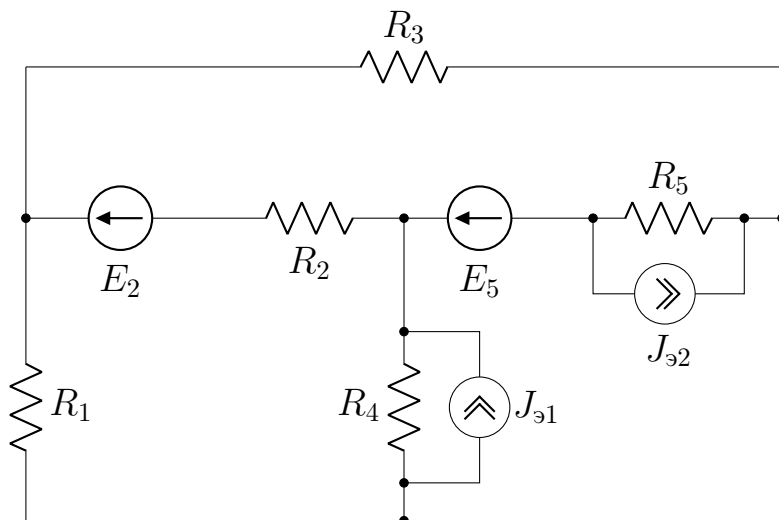 R₃
R₅
E₂
R₂
E₅
Jэ₂
R₁
R₄
Jэ₁